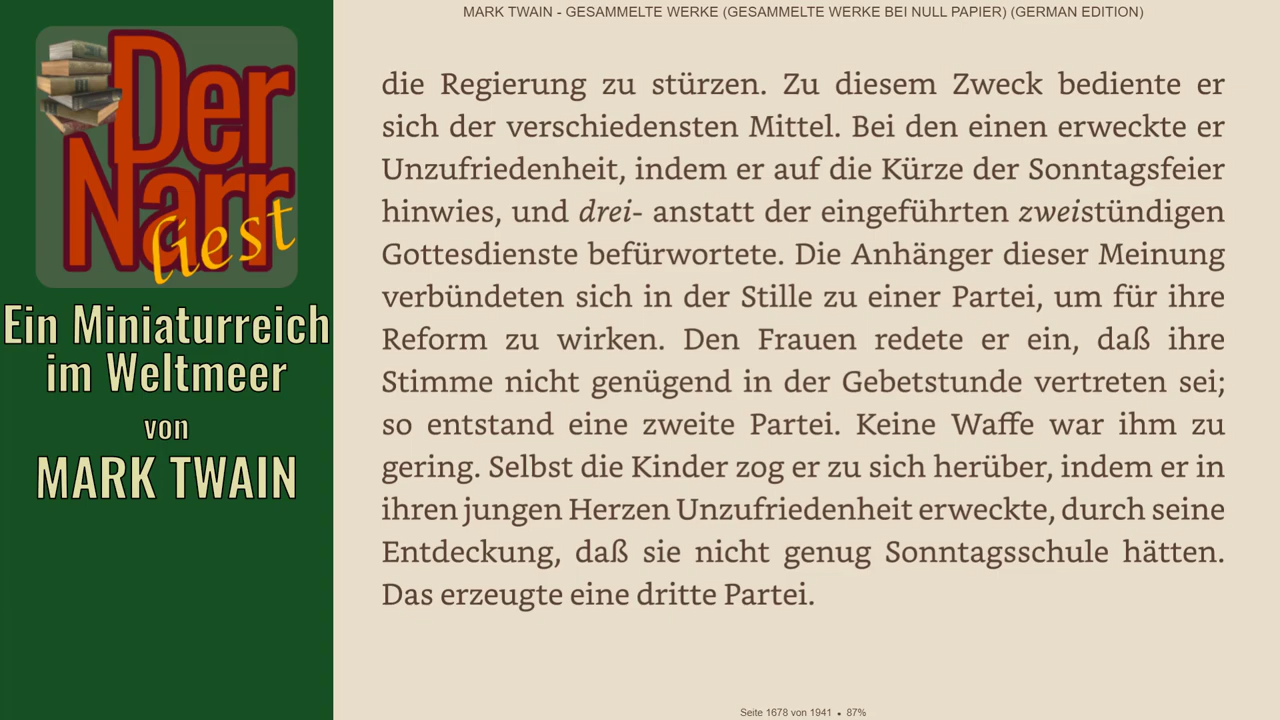 Der
Narr
liest
Ein Miniaturreich
im Weltmeer
von
MARK TWAIN
MARK TWAIN - GESAMMELTE WERKE (GESAMMELTE WERKE BEI NULL PAPIER) (GERMAN EDITION)
die Regierung zu stürzen. Zu diesem Zweck bediente er
sich der verschiedensten Mittel. Bei den einen erweckte er
Unzufriedenheit, indem er auf die Kürze der Sonntagsfeier
hinwies, und drei- anstatt der eingeführten zweistündigen
Gottesdienste befürwortete. Die Anhänger dieser Meinung
verbündeten sich in der Stille zu einer Partei, um für ihre
Reform zu wirken. Den Frauen redete er ein, daß ihre
Stimme nicht genügend in der Gebetstunde vertreten sei;
so entstand eine zweite Partei. Keine Waffe war ihm zu
gering. Selbst die Kinder zog er zu sich herüber, indem er in
ihren jungen Herzen Unzufriedenheit erweckte, durch seine
Entdeckung, daß sie nicht genug Sonntagsschule hätten.
Das erzeugte eine dritte Partei.
Seite 1678 von 1941 • 87%